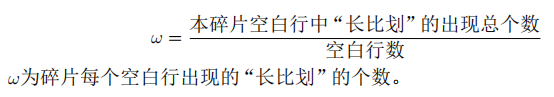 ω = 本碎片空白行中“长比划”的出现总个数
空白行数
ω为碎片每个空白行出现的“长比划”的个数。